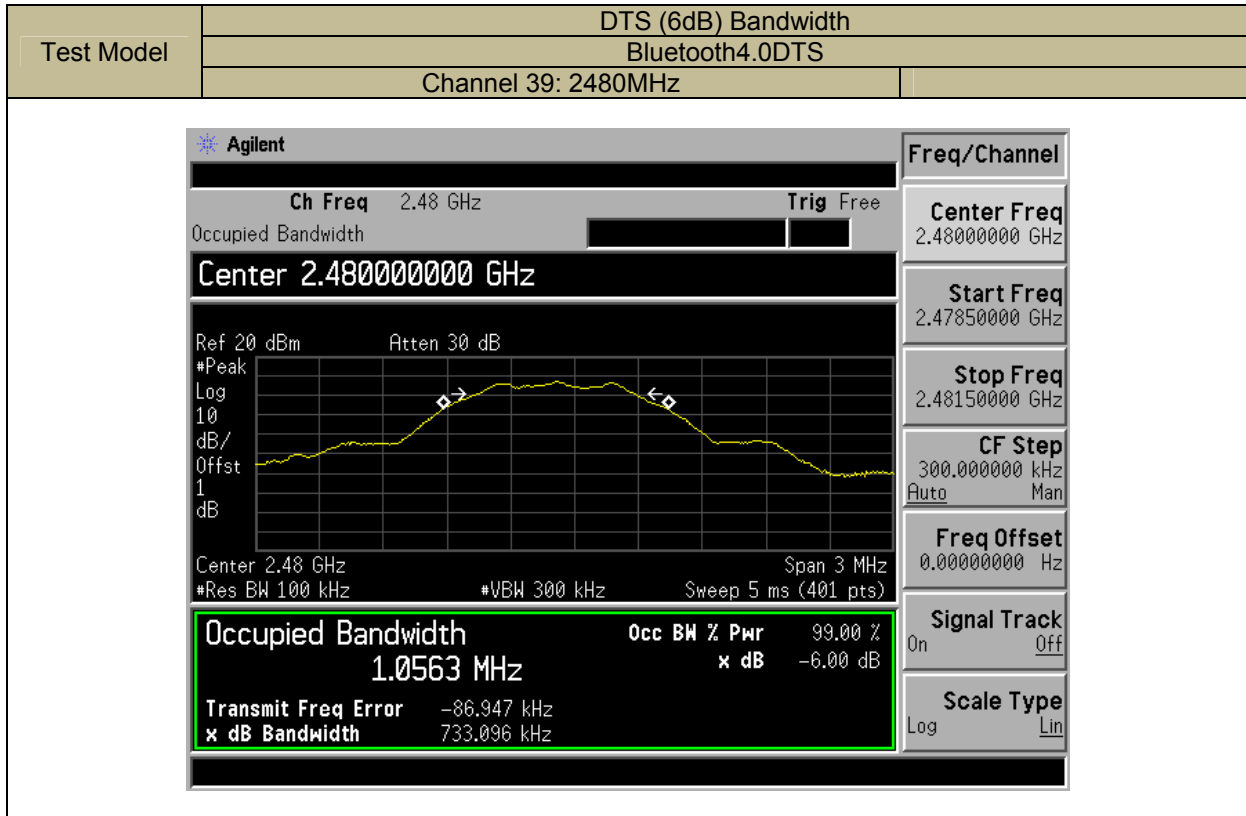 Test Model
DTS (6dB) Bandwidth
Bluetooth4.0DTS
Channel 39: 2480MHz
Agilent
Ch Freq 2.48 GHz Trig Free
Occupied Bandwidth
Center 2.480000000 GHz
Ref 20 dBm Atten 30 dB
#Peak
Log
10
dB/
Offst
1
dB
Center 2.48 GHz Span 3 MHz
#Res BW 100 kHz #VBW 300 kHz Sweep 5 ms (401 pts)
Occupied Bandwidth Occ BW % Pwr 99.00 %
1.0563 MHz x dB -6.00 dB
Transmit Freq Error -86.947 kHz
x dB Bandwidth 733.096 kHz
Freq/Channel
Center Freq
2.48000000 GHz
Start Freq
2.47850000 GHz
Stop Freq
2.48150000 GHz
CF Step
300.000000 kHz
Auto Man
Freq Offset
0.00000000 Hz
Signal Track
On Off
Scale Type
Log Lin